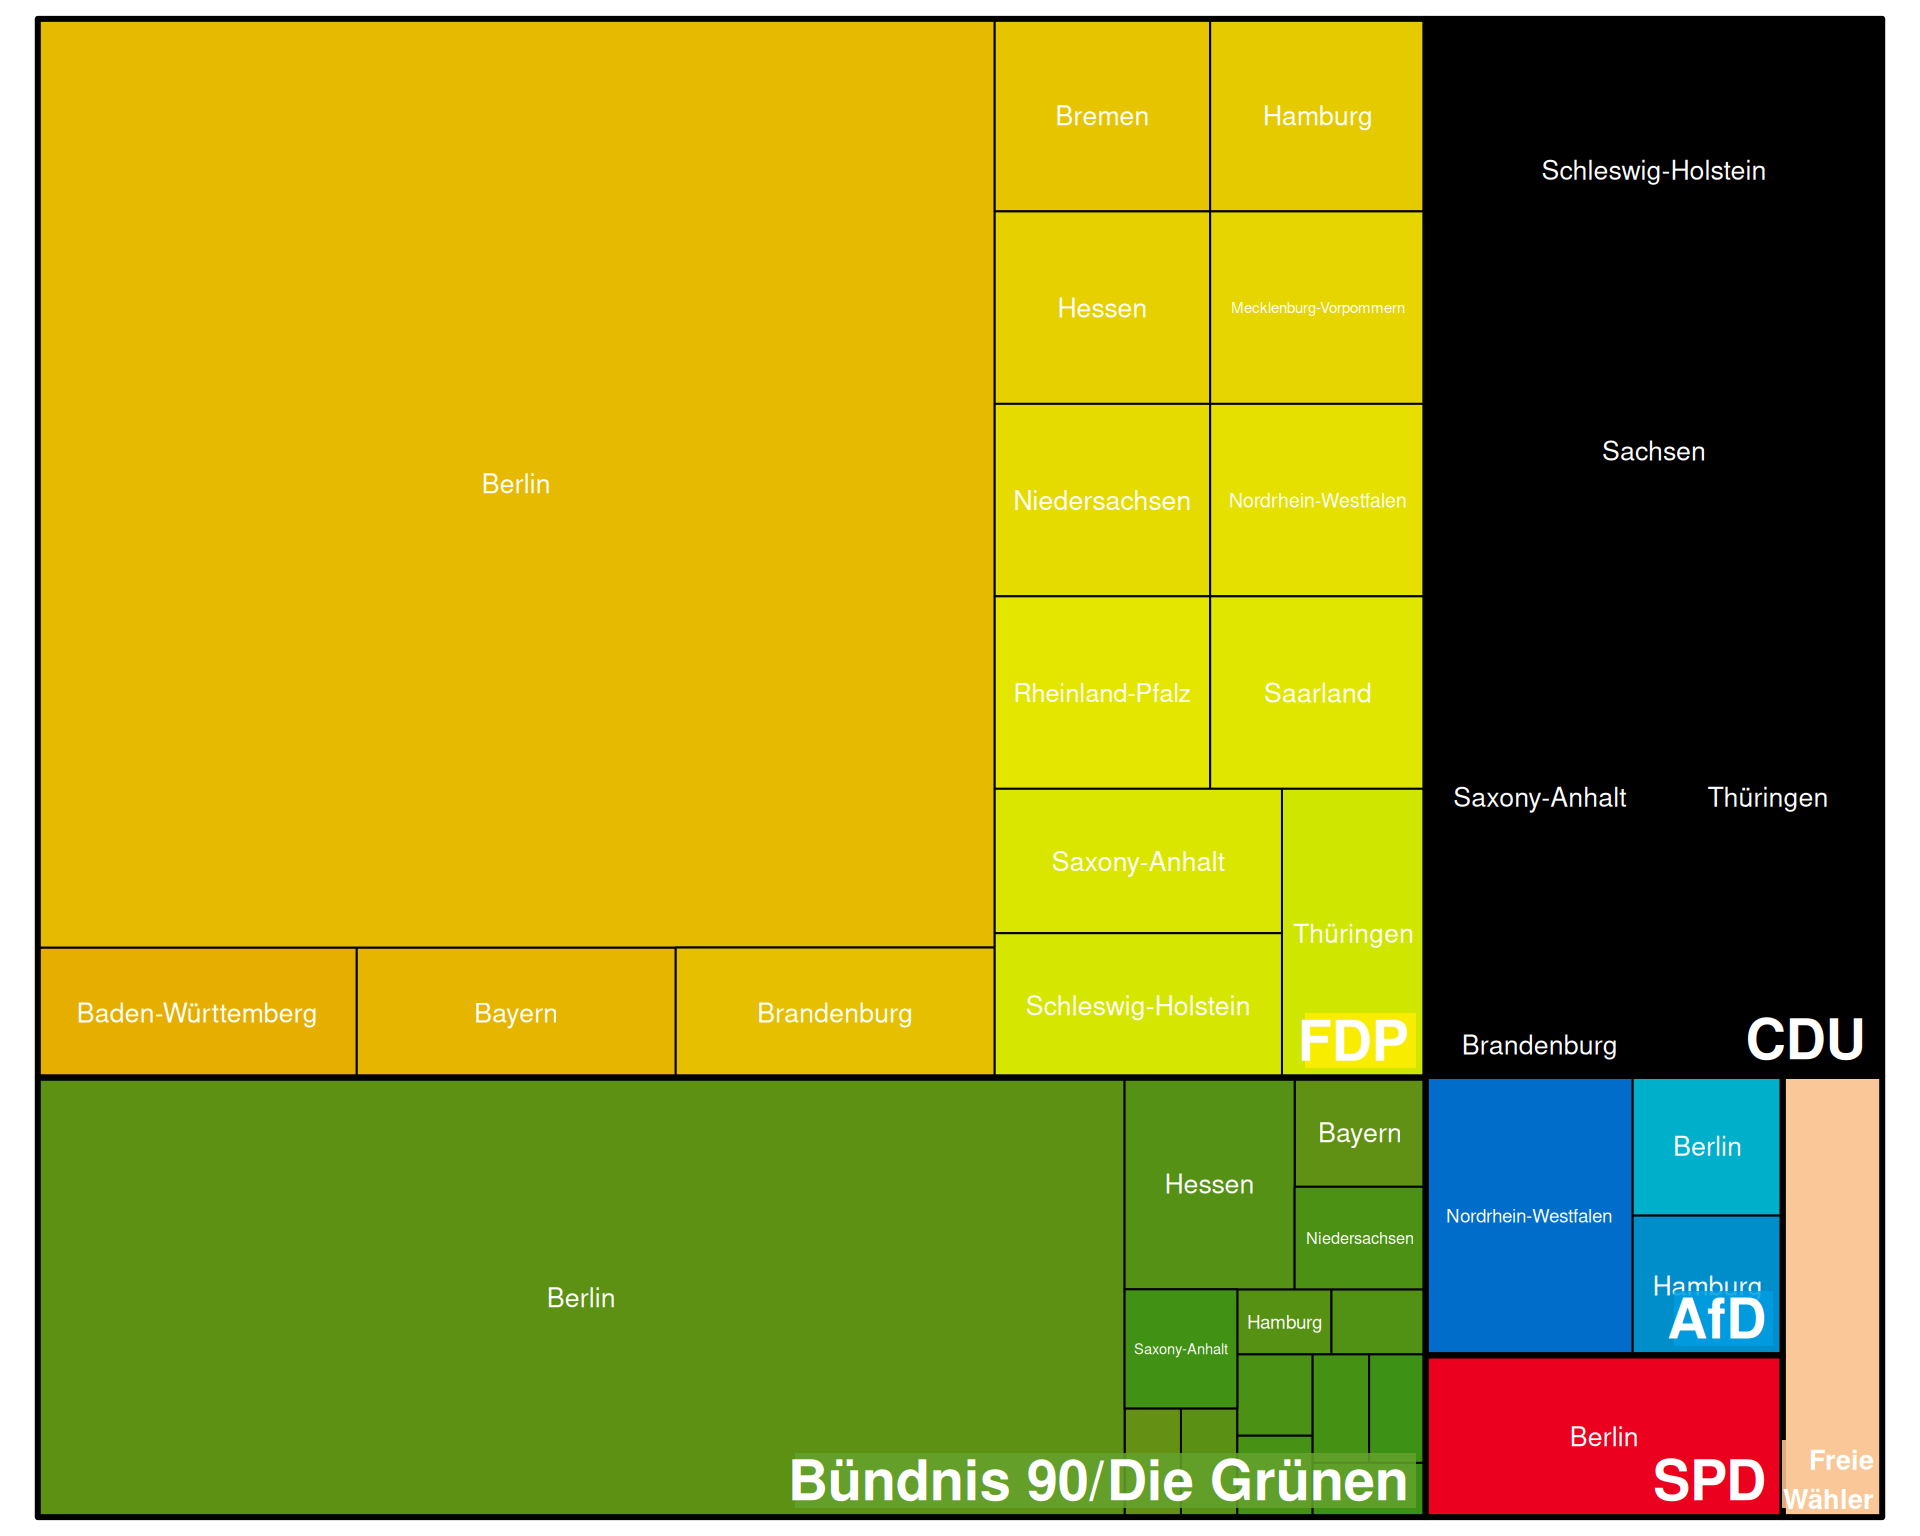 Berlin
Baden-Württemberg
Bayern
Brandenburg
Bremen
Hamburg
Hessen
Mecklenburg-Vorpommern
Niedersachsen
Nordrhein-Westfalen
Rheinland-Pfalz
Saarland
Saxony-Anhalt
Schleswig-Holstein
Thüringen
FDP
Schleswig-Holstein
Sachsen
Saxony-Anhalt
Thüringen
Brandenburg
CDU
Berlin
Hessen
Bayern
Niedersachsen
Saxony-Anhalt
Hamburg
Bündnis 90/Die Grünen
Nordrhein-Westfalen
Berlin
Hamburg
AfD
Berlin
SPD
Freie
Wähler